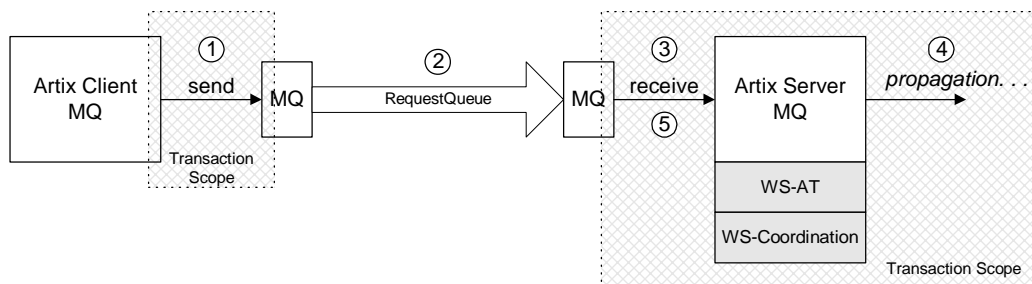 1
2
3
4
Artix Client
MQ
send
MQ
RequestQueue
MQ
receive
5
Artix Server
MQ
propagation. . .
Transaction
Scope
WS-AT
WS-Coordination
Transaction Scope